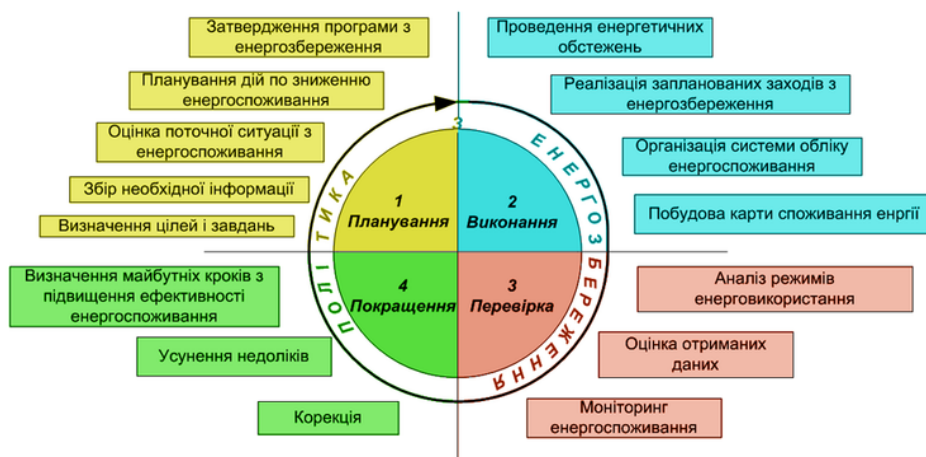 Затвердження програми з
енергозбереження
Планування дій по зниженню
енергоспоживання
Оцінка поточної ситуації з
енергоспоживання
Збір необхідної інформації
Визначення цілей і завдань
Проведення енергетичних
обстежень
Реалізація запланованих заходів з
енергозбереження
Організація системи обліку
енергоспоживання
Побудова карти споживання енргії
ПОЛІТИКА
З
ЕНЕРГОЗБЕРЕЖЕННЯ
1
Планування
2
Виконання
4
Покращення
3
Перевірка
Визначення майбутніх кроків з
підвищення ефективності
енергоспоживання
Усунення недоліків
Корекція
Аналіз режимів
енерговикористання
Оцінка отриманих
даних
Моніторинг
енергоспоживання